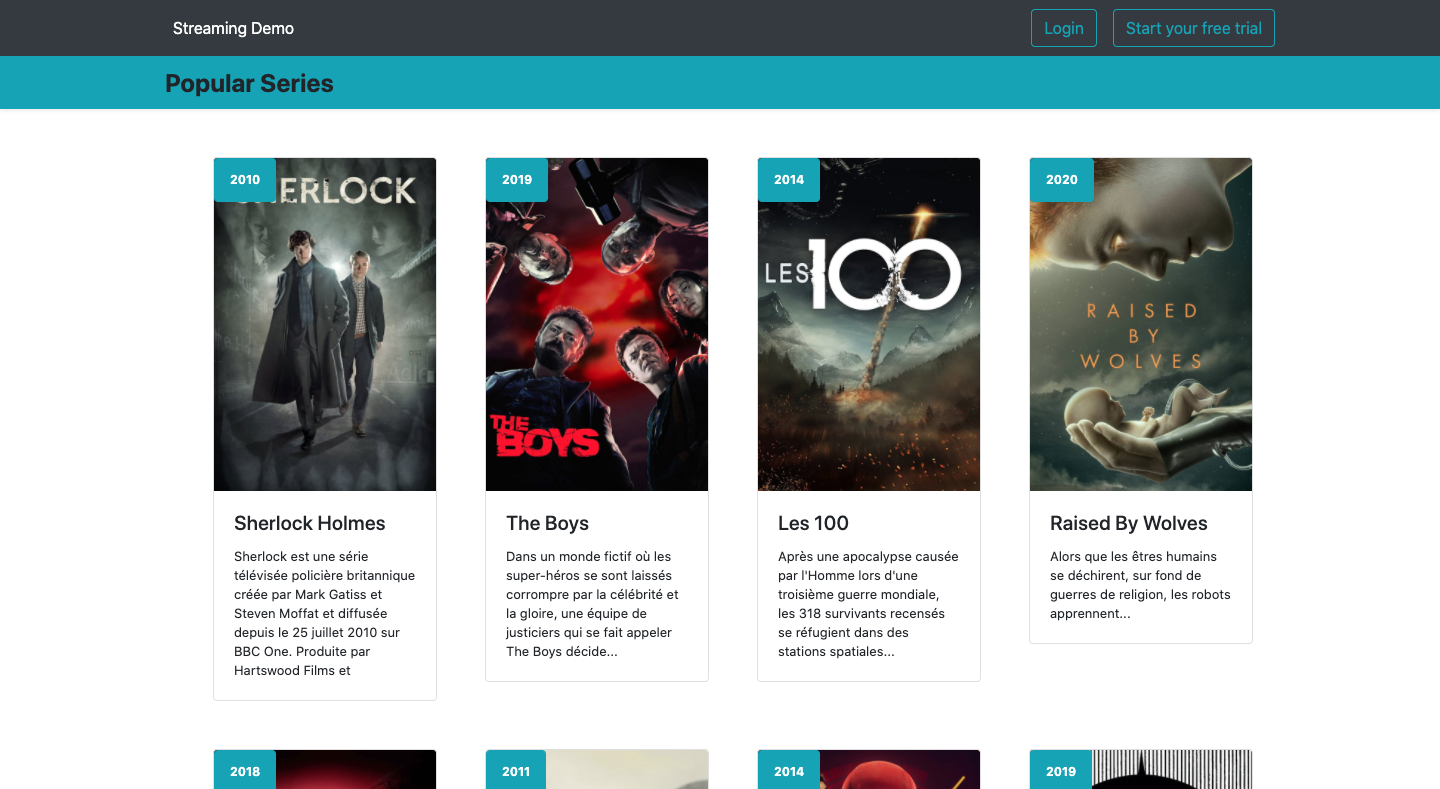 Streaming Demo
Login
Start your free trial
Popular Series
2010
SHERLOCK
Sherlock Holmes
Sherlock est une série
télévisée policière britannique
créée par Mark Gatiss et
Steven Moffat et diffusée
depuis le 25 juillet 2010 sur
BBC One. Produite par
Hartswood Films et
2019
THE
BOYS
The Boys
Dans un monde fictif où les
super-héros se sont laissés
corrompre par la célébrité et
la gloire, une équipe de
justiciers qui se fait appeler
The Boys décide...
2014
LES 100
Les 100
Après une apocalypse causée
par l'Homme lors d'une
troisième guerre mondiale,
les 318 survivants recensés
se réfugient dans des
stations spatiales...
2020
RAISED
BY
WOLVES
Raised By Wolves
Alors que les êtres humains
se déchirent, sur fond de
guerres de religion, les robots
apprennent...
2018
2011
2014
2019